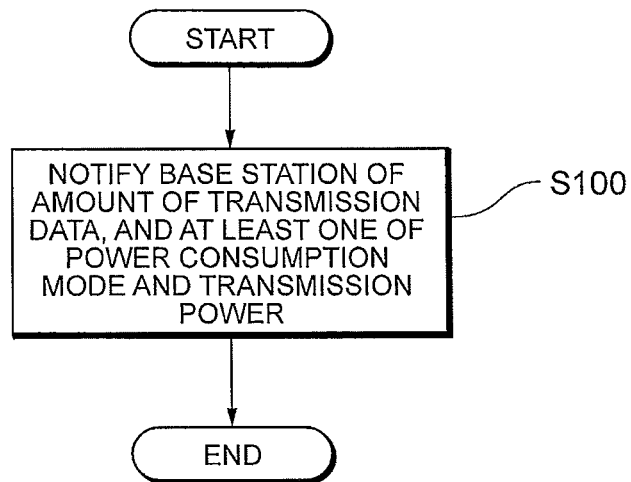 START
NOTIFY BASE STATION OF
AMOUNT OF TRANSMISSION
DATA, AND AT LEAST ONE OF
POWER CONSUMPTION
MODE AND TRANSMISSION
POWER
S100
END